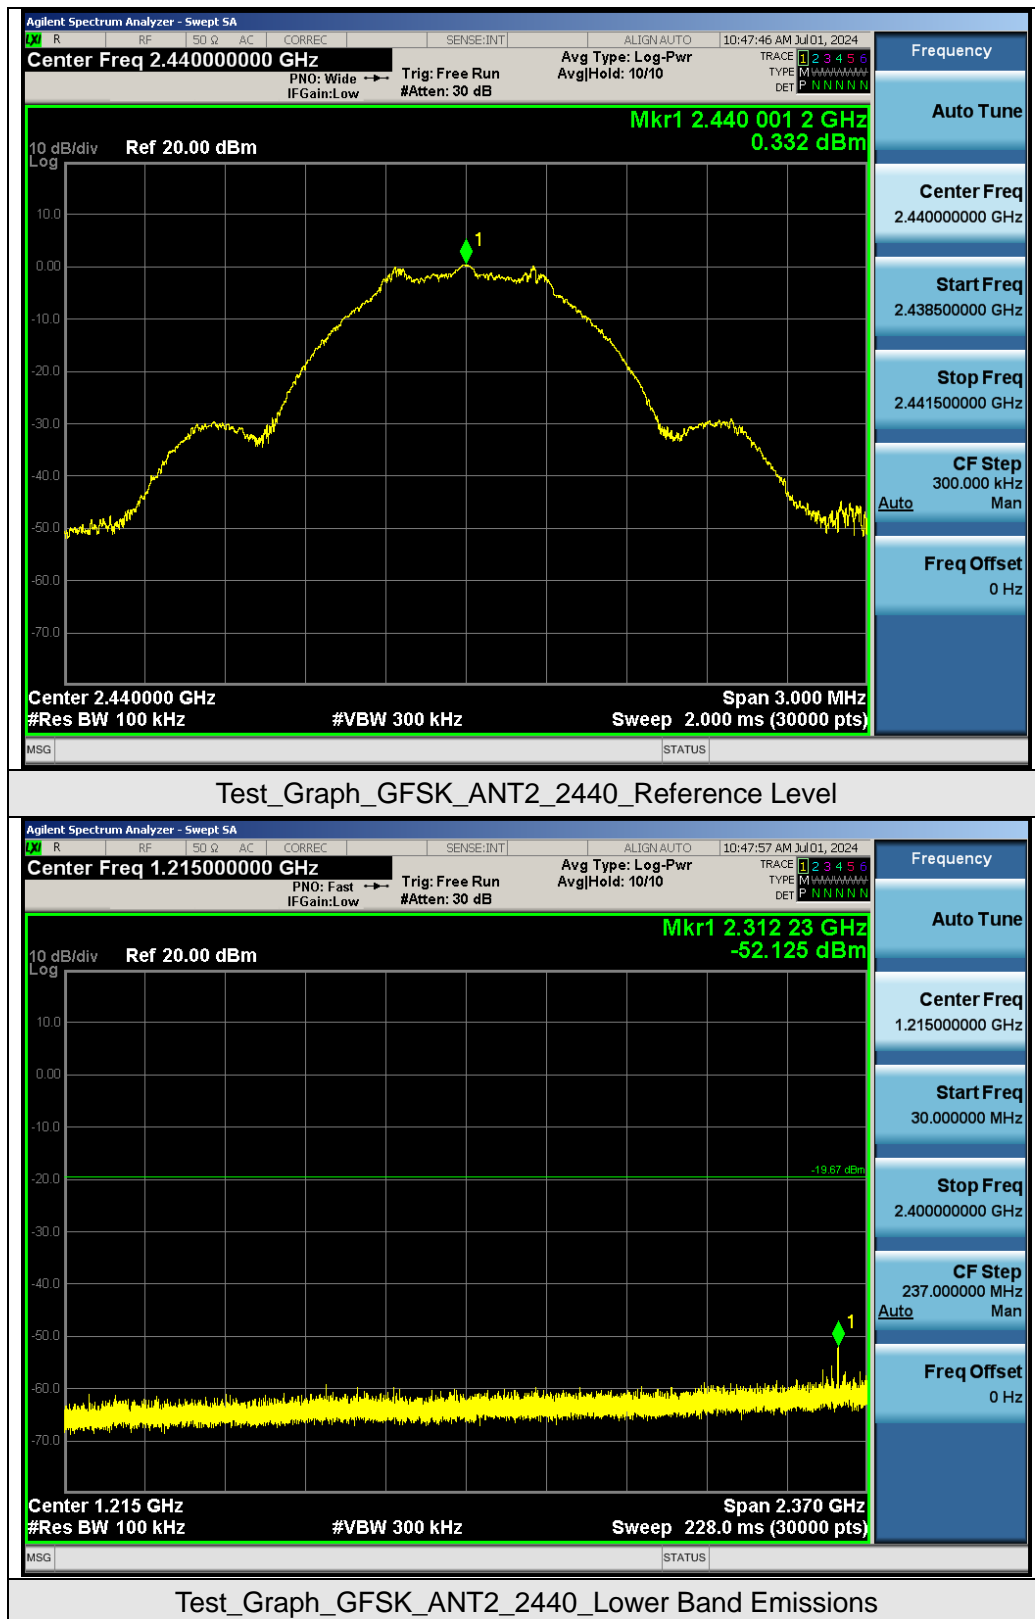 Agilent Spectrum Analyzer - Swept SA
LXI R RF 50 Ω AC CORREC SENSE:INT ALIGN AUTO 10:47:46 AM Jul 01, 2024
Center Freq 2.440000000 GHz
PNO: Wide
IFGain:Low
Trig: Free Run
#Atten: 30 dB
Avg Type: Log-Pwr
Avg|Hold: 10/10
TRACE 1 2 3 4 5 6
TYPE M W W W W W
DET P N N N N N
Mkr1 2.440 001 2 GHz
0.332 dBm
10 dB/div Ref 20.00 dBm
Log
10.0
1
0.00
-10.0
-20.0
-30.0
-40.0
-50.0
-60.0
-70.0
Center 2.440000 GHz Span 3.000 MHz
#Res BW 100 kHz #VBW 300 kHz Sweep 2.000 ms (30000 pts)
MSG STATUS
Frequency
Auto Tune
Center Freq
2.440000000 GHz
Start Freq
2.438500000 GHz
Stop Freq
2.441500000 GHz
CF Step
300.000 kHz
Auto Man
Freq Offset
0 Hz
Test_Graph_GFSK_ANT2_2440_Reference Level
Agilent Spectrum Analyzer - Swept SA
LXI R RF 50 Ω AC CORREC SENSE:INT ALIGN AUTO 10:47:57 AM Jul 01, 2024
Center Freq 1.215000000 GHz
PNO: Fast
IFGain:Low
Trig: Free Run
#Atten: 30 dB
Avg Type: Log-Pwr
Avg|Hold: 10/10
TRACE 1 2 3 4 5 6
TYPE M W W W W W
DET P N N N N N
Mkr1 2.312 23 GHz
-52.125 dBm
10 dB/div Ref 20.00 dBm
Log
10.0
0.00
-10.0
-19.67 dBm
-20.0
-30.0
-40.0
-50.0
1
-60.0
-70.0
Center 1.215 GHz Span 2.370 GHz
#Res BW 100 kHz #VBW 300 kHz Sweep 228.0 ms (30000 pts)
MSG STATUS
Frequency
Auto Tune
Center Freq
1.215000000 GHz
Start Freq
30.000000 MHz
Stop Freq
2.400000000 GHz
CF Step
237.000000 MHz
Auto Man
Freq Offset
0 Hz
Test_Graph_GFSK_ANT2_2440_Lower Band Emissions